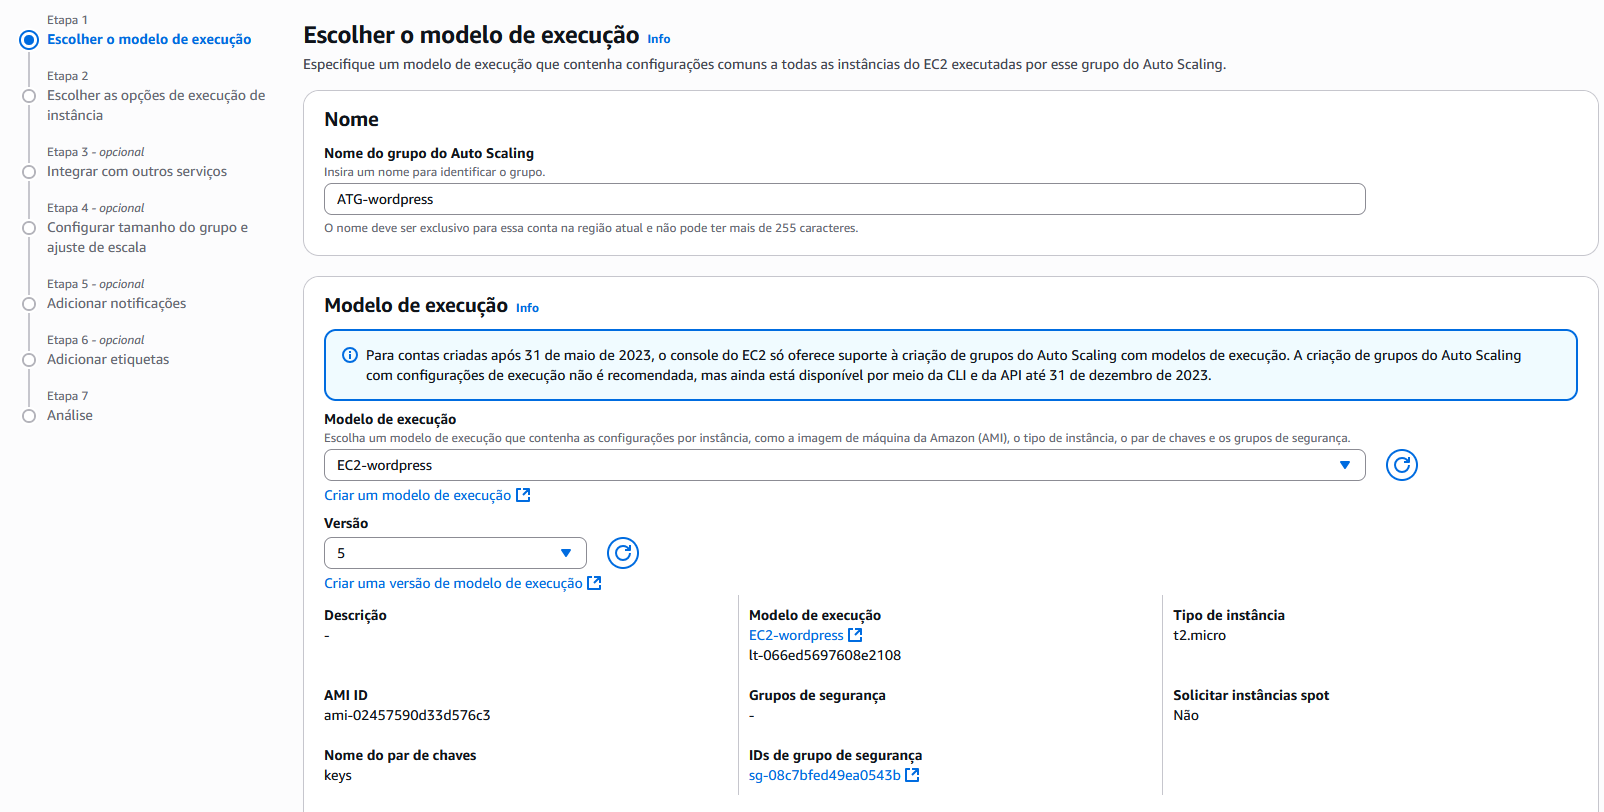 Etapa 1
Escolher o modelo de execução
Etapa 2
Escolher as opções de execução de
instância
Etapa 3 - opcional
Integrar com outros serviços
Etapa 4 - opcional
Configurar tamanho do grupo e
ajuste de escala
Etapa 5 - opcional
Adicionar notificações
Etapa 6 - opcional
Adicionar etiquetas
Etapa 7
Análise
Escolher o modelo de execução Info
Especifique um modelo de execução que contenha configurações comuns a todas as instâncias do EC2 executadas por esse grupo do Auto Scaling.
Nome
Nome do grupo do Auto Scaling
Insira um nome para identificar o grupo.
ATG-wordpress
O nome deve ser exclusivo para essa conta na região atual e não pode ter mais de 255 caracteres.
Modelo de execução Info
Para contas criadas após 31 de maio de 2023, o console do EC2 só oferece suporte à criação de grupos do Auto Scaling com modelos de execução. A criação de grupos do Auto Scaling
com configurações de execução não é recomendada, mas ainda está disponível por meio da CLI e da API até 31 de dezembro de 2023.
Modelo de execução
Escolha um modelo de execução que contenha as configurações por instância, como a imagem de máquina da Amazon (AMI), o tipo de instância, o par de chaves e os grupos de segurança.
EC2-wordpress
Criar um modelo de execução
Versão
5
Criar uma versão de modelo de execução
Descrição
-
Modelo de execução
EC2-wordpress
lt-066ed5697608e2108
Tipo de instância
t2.micro
AMI ID
ami-02457590d33d576c3
Grupos de segurança
-
Solicitar instâncias spot
Não
Nome do par de chaves
keys
IDs de grupo de segurança
sg-08c7bfed49ea0543b